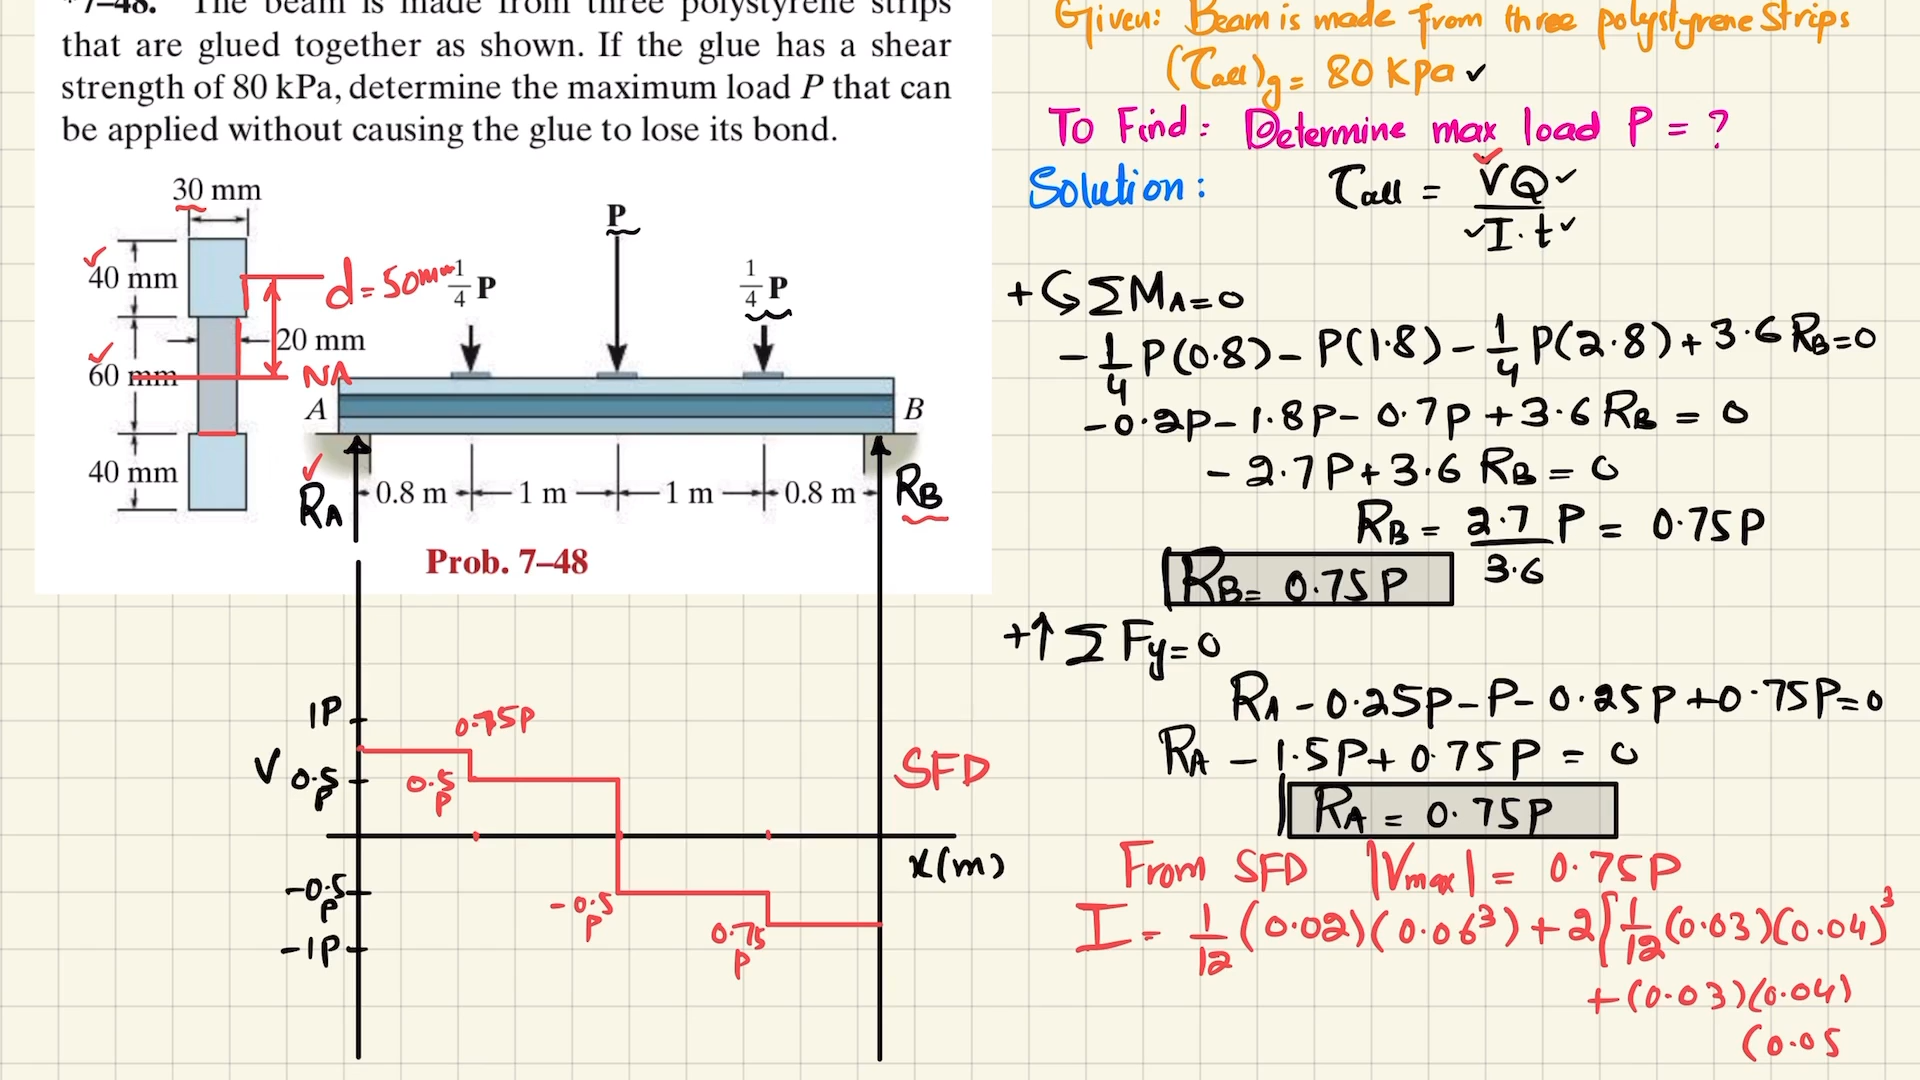 *7–48. The beam is made from three polystyrene strips
that are glued together as shown. If the glue has a shear
strength of 80 kPa, determine the maximum load P that can
be applied without causing the glue to lose its bond.
30 mm
40 mm
60 mm
40 mm
20 mm
d = 50mm
NA
1/4 P
P
1/4 P
A
B
RA
0.8 m
1 m
1 m
0.8 m
RB
Prob. 7–48
1P
V
0.5P
-0.5P
-1P
0.75P
0.5P
-0.5P
0.75P
SFD
x(m)
Given: Beam is made from three polystyrene Strips
(τall)g = 80 Kpa ✓
To Find: Determine max load P = ?
Solution: τall = VQ / I.t
+↺ ΣMA=0
-1/4 P(0.8) - P(1.8) - 1/4 P(2.8) + 3.6 RB=0
-0.2P - 1.8P - 0.7P + 3.6 RB = 0
- 2.7P + 3.6 RB = 0
RB = 2.7/3.6 P = 0.75P
RB = 0.75P
+↑ ΣFy=0
RA - 0.25P - P - 0.25P + 0.75P=0
RA - 1.5P + 0.75P = 0
RA = 0.75P
From SFD |Vmax| = 0.75P
I = 1/12 (0.02)(0.06³) + 2[1/12 (0.03)(0.04)³
+ (0.03)(0.04)
(0.05